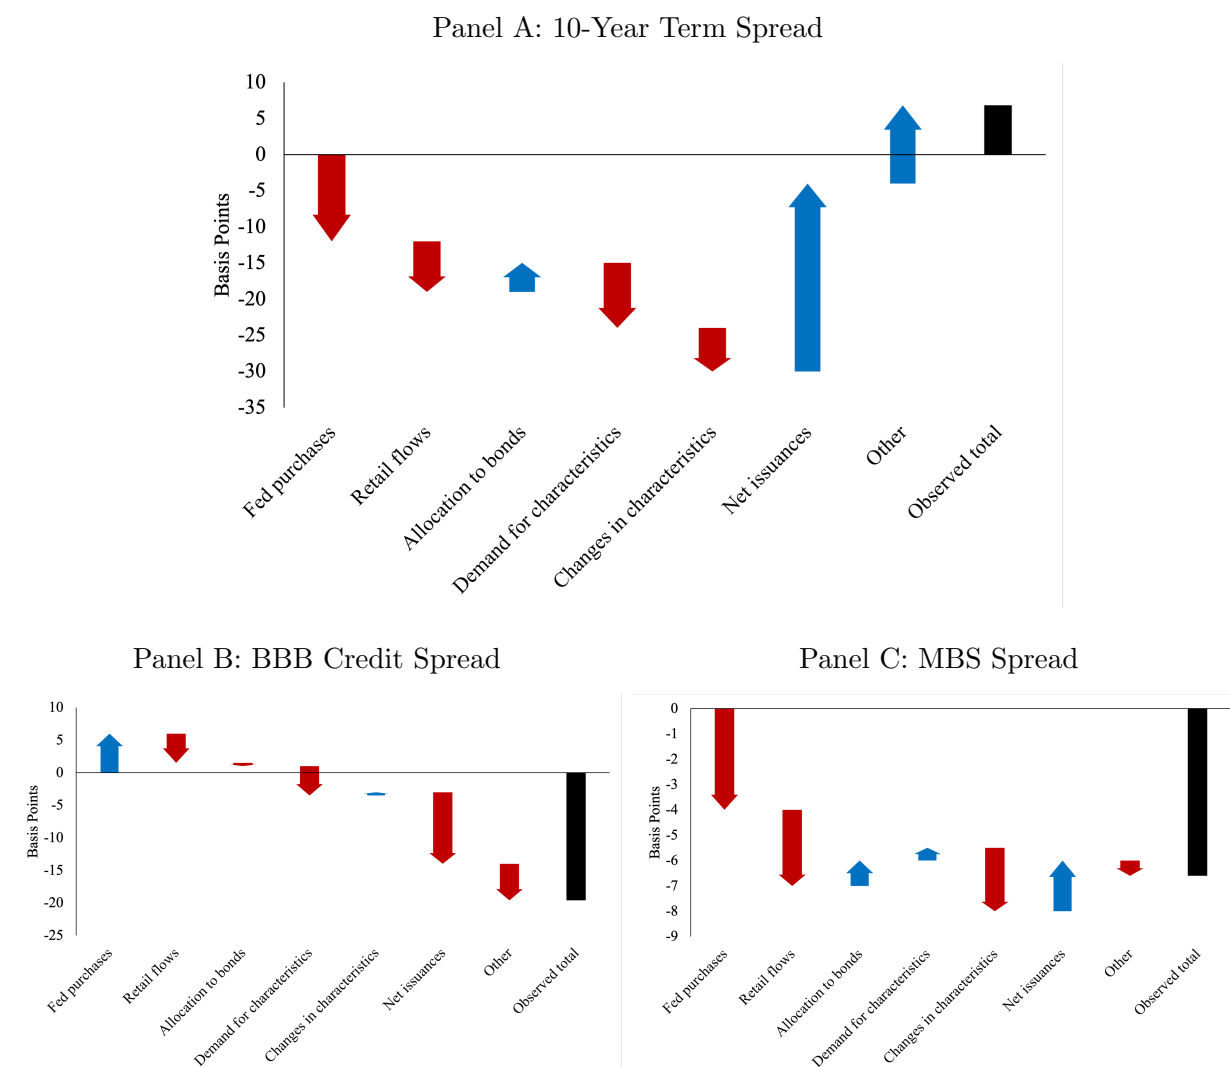 Panel A: 10-Year Term Spread
10
5
0
-5
-10
-15
-20
-25
-30
-35
Basis Points
Fed purchases
Retail flows
Allocation to bonds
Demand for characteristics
Changes in characteristics
Net issuances
Other
Observed total
Panel B: BBB Credit Spread
10
5
0
-5
-10
-15
-20
-25
Basis Points
Fed purchases
Retail flows
Allocation to bonds
Demand for characteristics
Changes in characteristics
Net issuances
Other
Observed total
Panel C: MBS Spread
0
-1
-2
-3
-4
-5
-6
-7
-8
-9
Basis Points
Fed purchases
Retail flows
Allocation to bonds
Demand for characteristics
Changes in characteristics
Net issuances
Other
Observed total